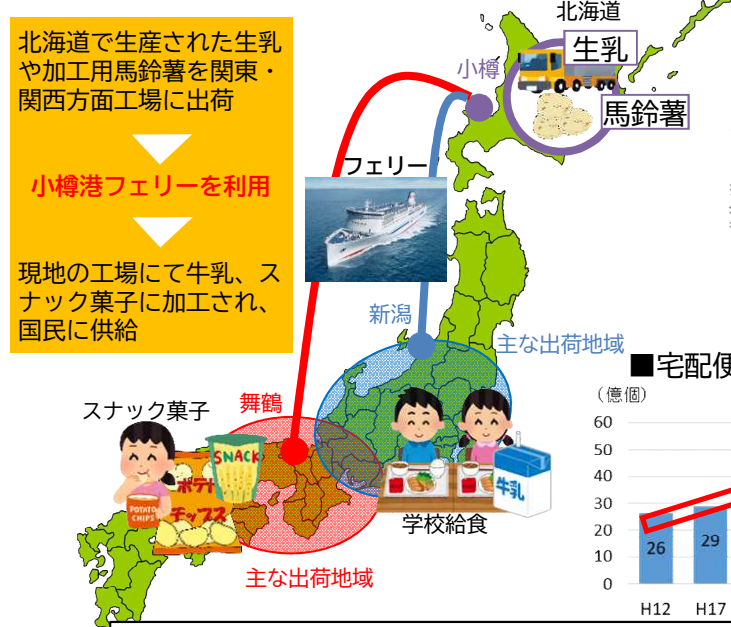 北海道で生産された生乳
や加工用馬鈴薯を関東・
関西方面工場に出荷
小樽港フェリーを利用
現地の工場にて牛乳、ス
ナック菓子に加工され、
国民に供給
北海道
生乳
小樽
馬鈴薯
フェリー
新潟
主な出荷地域
スナック菓子
舞鶴
SNACK
ポテト
チップス
POTATO
CHIPS
牛乳
学校給食
主な出荷地域
■宅配便
(億個)
60
50
40
30
20
10
0
26
29
H12
H17